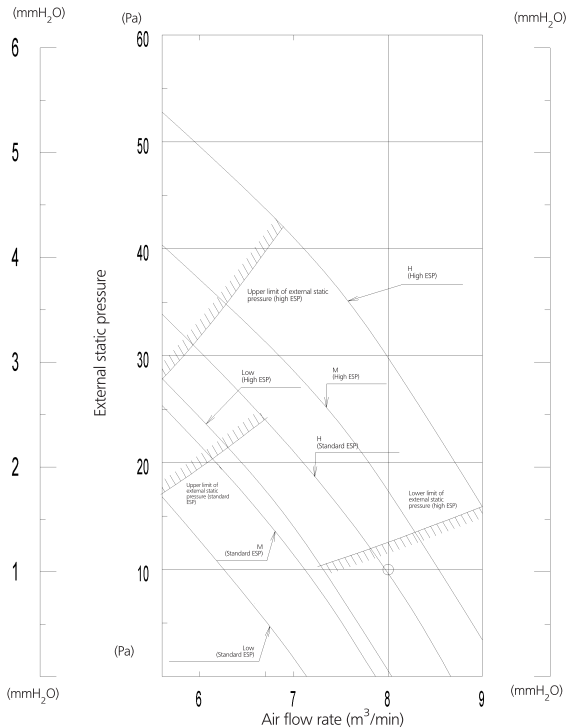 (mmH2O)
(Pa)
(mmH2O)
6
60
5
50
4
40
H
(High ESP)
Upper limit of external static
pressure (high ESP)
External static pressure
3
30
Low
(High ESP)
M
(High ESP)
H
(Standard ESP)
2
20
Upper limit of
external static
pressure (standard
ESP)
Lower limit of
external static
pressure (high ESP)
M
(Standard ESP)
1
10
Low
(Standard ESP)
(Pa)
(mmH2O)
6
7
8
9
(mmH2O)
Air flow rate (m³/min)